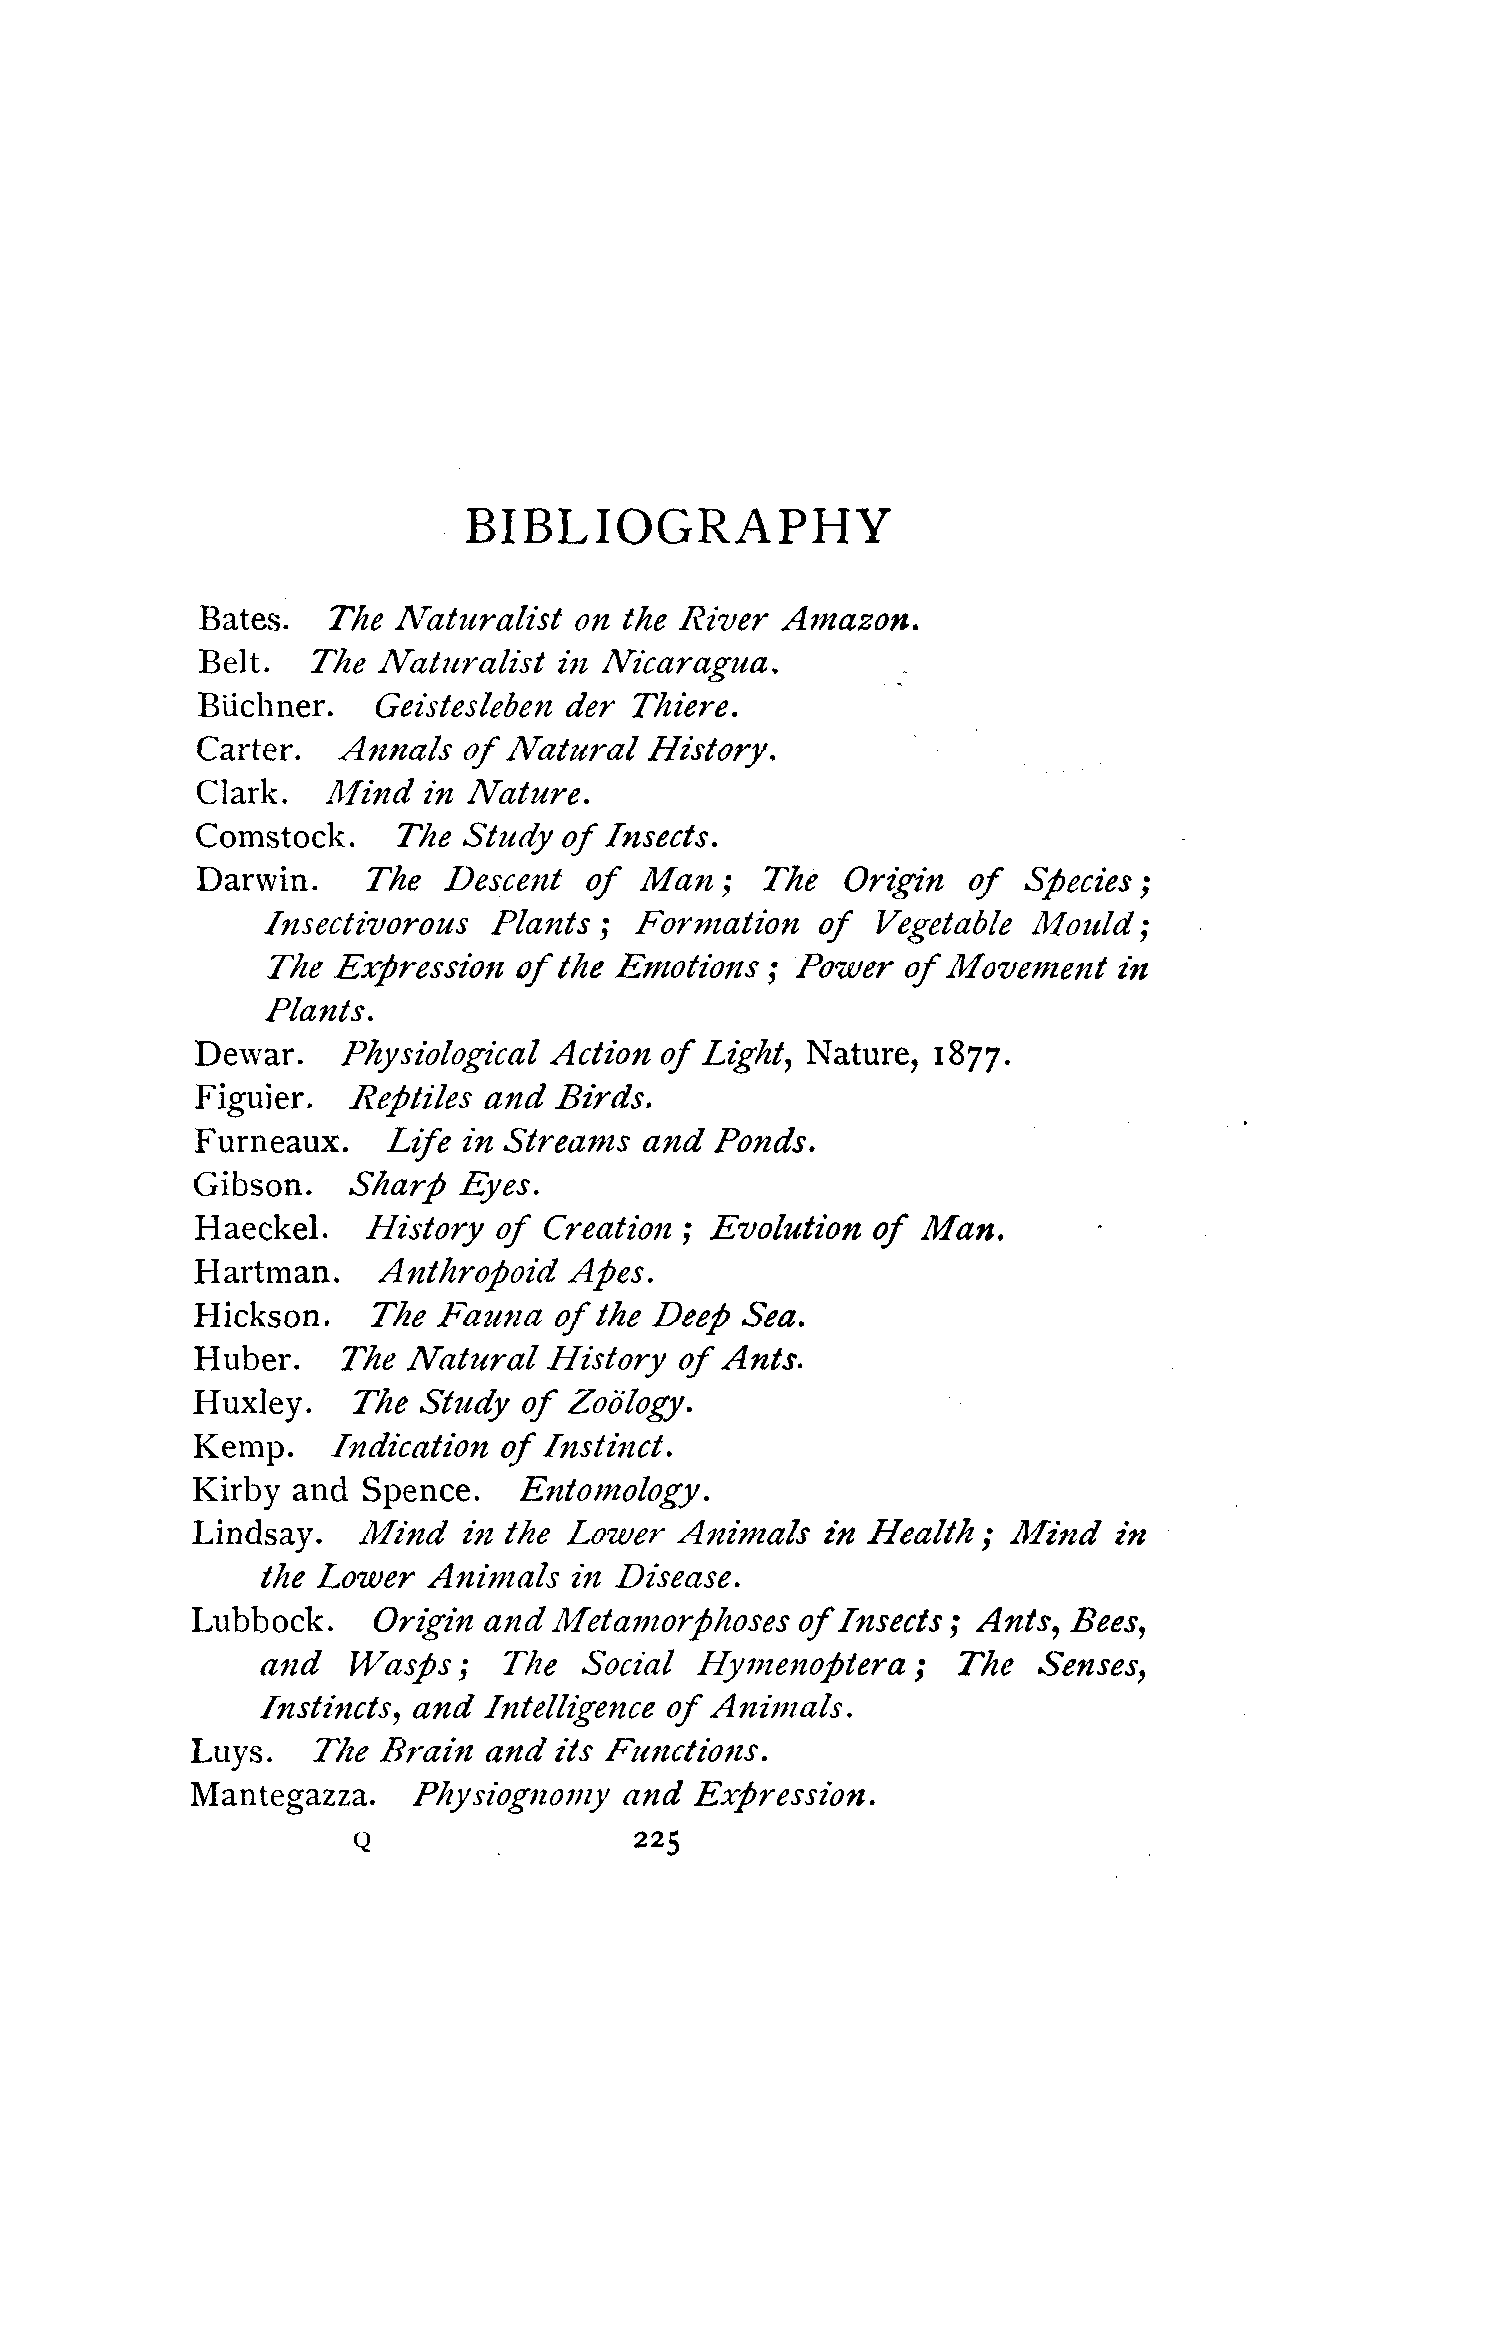 BIBLIOGRAPHY
Bates. The Naturalist on the River Amazon.
Belt. The Naturalist in Nicaragua.
Büchner. Geistesleben der Thiere.
Carter. Annals of Natural History.
Clark. Mind in Nature.
Comstock. The Study of Insects.
Darwin. The Descent of Man; The Origin of Species;
Insectivorous Plants; Formation of Vegetable Mould;
The Expression of the Emotions; Power of Movement in
Plants.
Dewar. Physiological Action of Light, Nature, 1877.
Figuier. Reptiles and Birds.
Furneaux. Life in Streams and Ponds.
Gibson. Sharp Eyes.
Haeckel. History of Creation; Evolution of Man.
Hartman. Anthropoid Apes.
Hickson. The Fauna of the Deep Sea.
Huber. The Natural History of Ants.
Huxley. The Study of Zoölogy.
Kemp. Indication of Instinct.
Kirby and Spence. Entomology.
Lindsay. Mind in the Lower Animals in Health; Mind in
the Lower Animals in Disease.
Lubbock. Origin and Metamorphoses of Insects; Ants, Bees,
and Wasps; The Social Hymenoptera; The Senses,
Instincts, and Intelligence of Animals.
Luys. The Brain and its Functions.
Mantegazza. Physiognomy and Expression.
Q 225